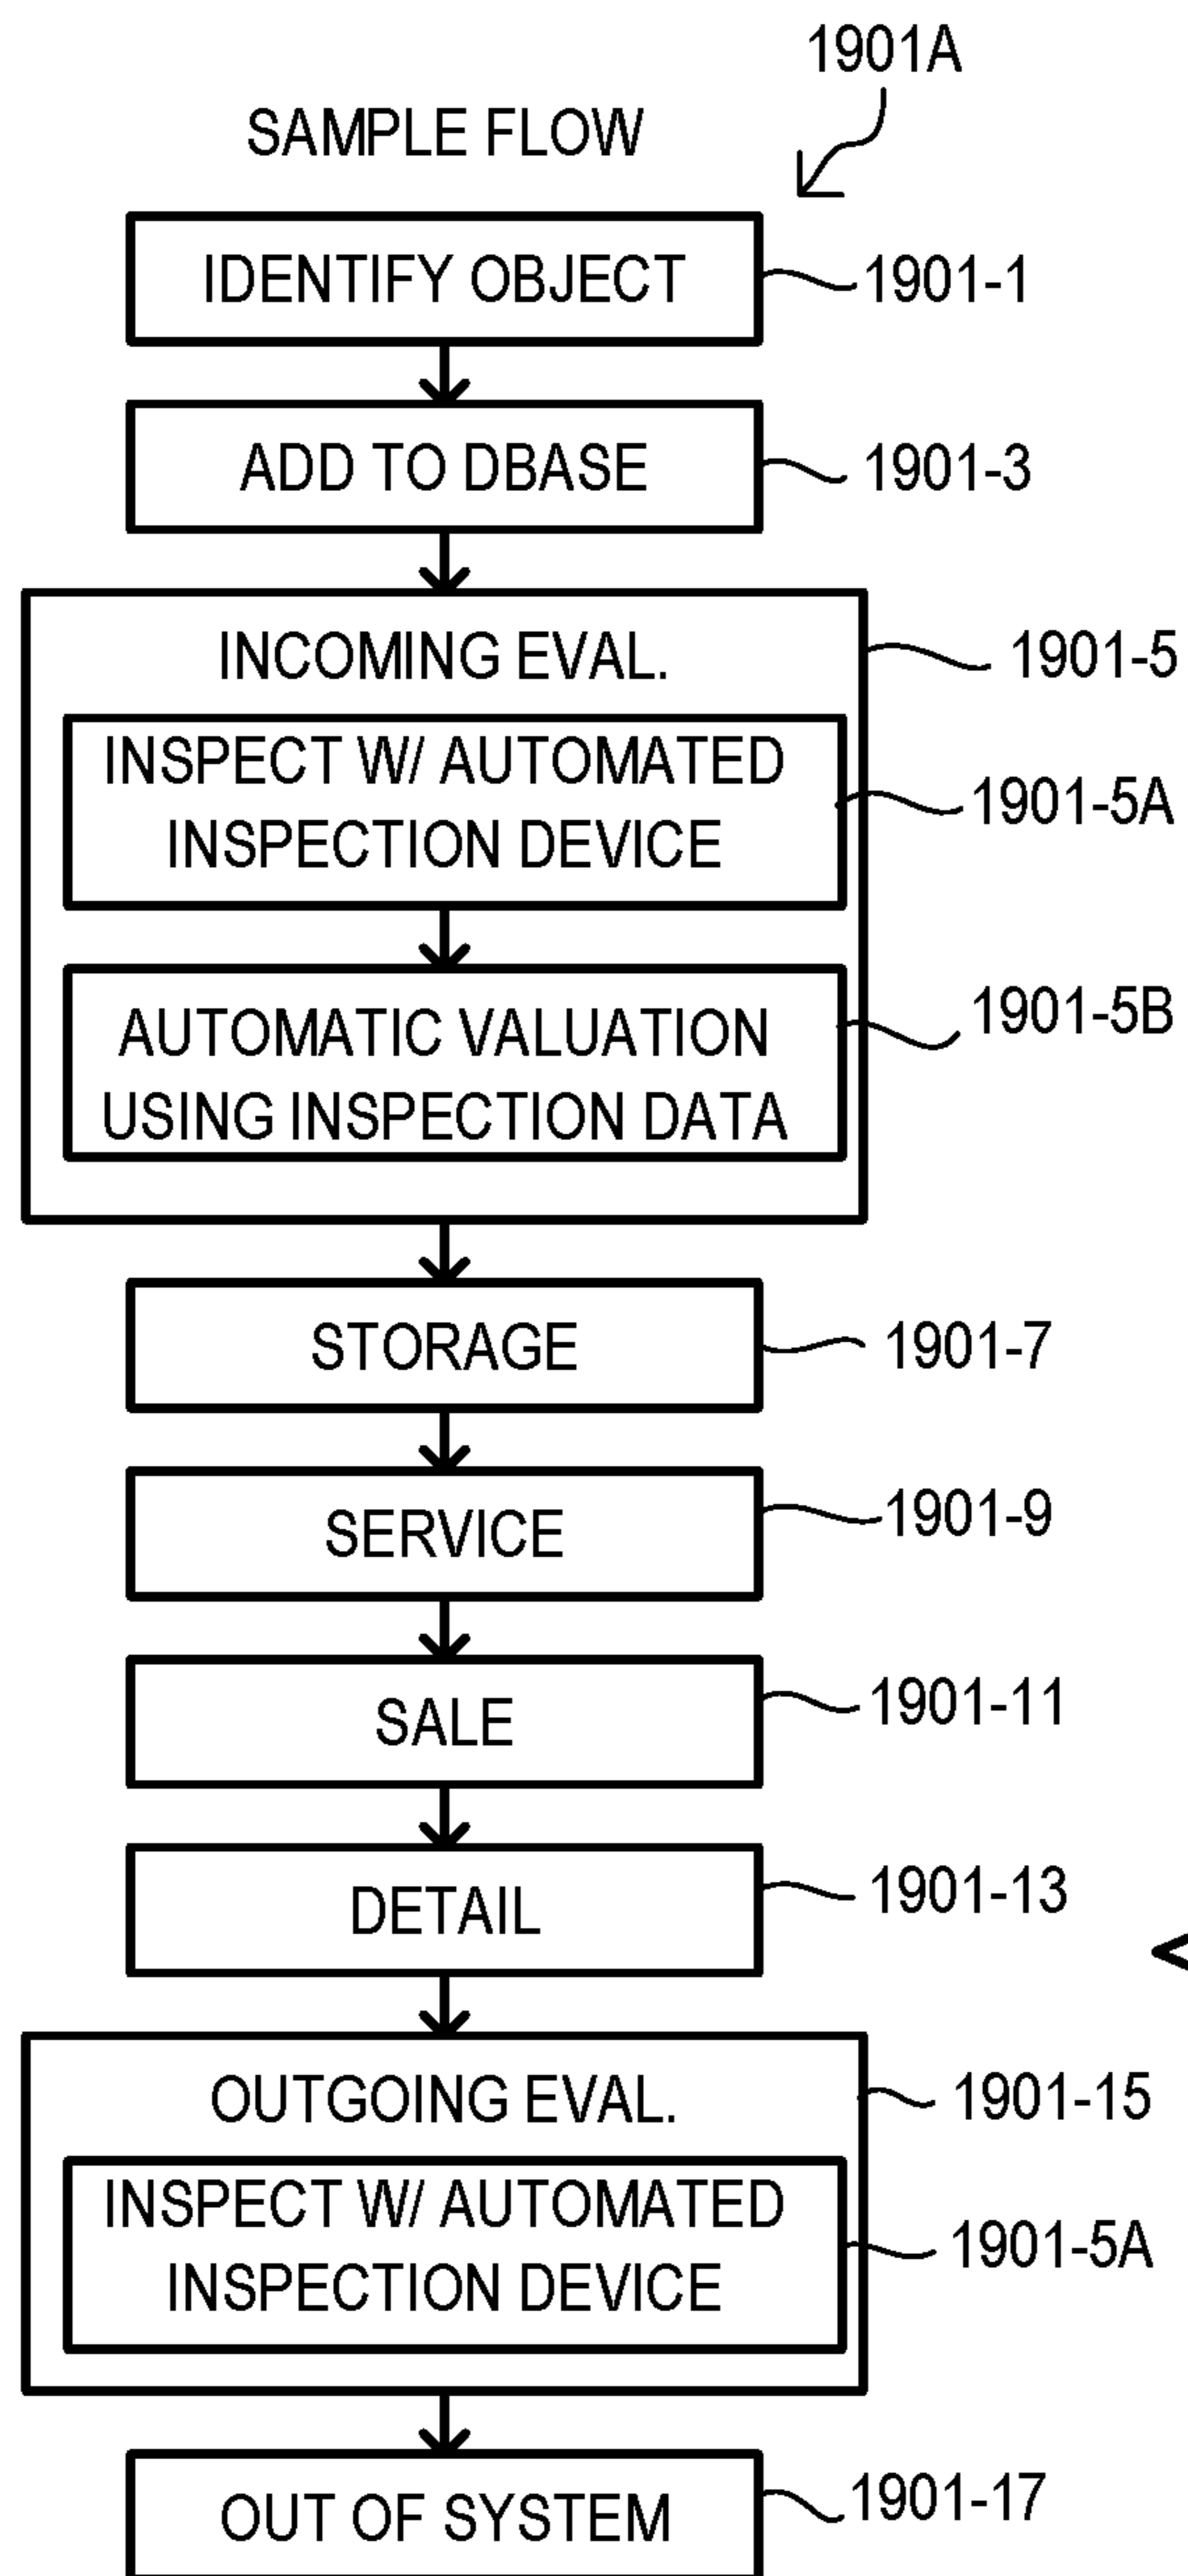 1901A
SAMPLE FLOW
IDENTIFY OBJECT
1901-1
ADD TO DBASE
1901-3
INCOMING EVAL.
1901-5
INSPECT W/ AUTOMATED
INSPECTION DEVICE
1901-5A
AUTOMATIC VALUATION
USING INSPECTION DATA
1901-5B
STORAGE
1901-7
SERVICE
1901-9
SALE
1901-11
DETAIL
1901-13
OUTGOING EVAL.
1901-15
INSPECT W/ AUTOMATED
INSPECTION DEVICE
1901-5A
OUT OF SYSTEM
1901-17